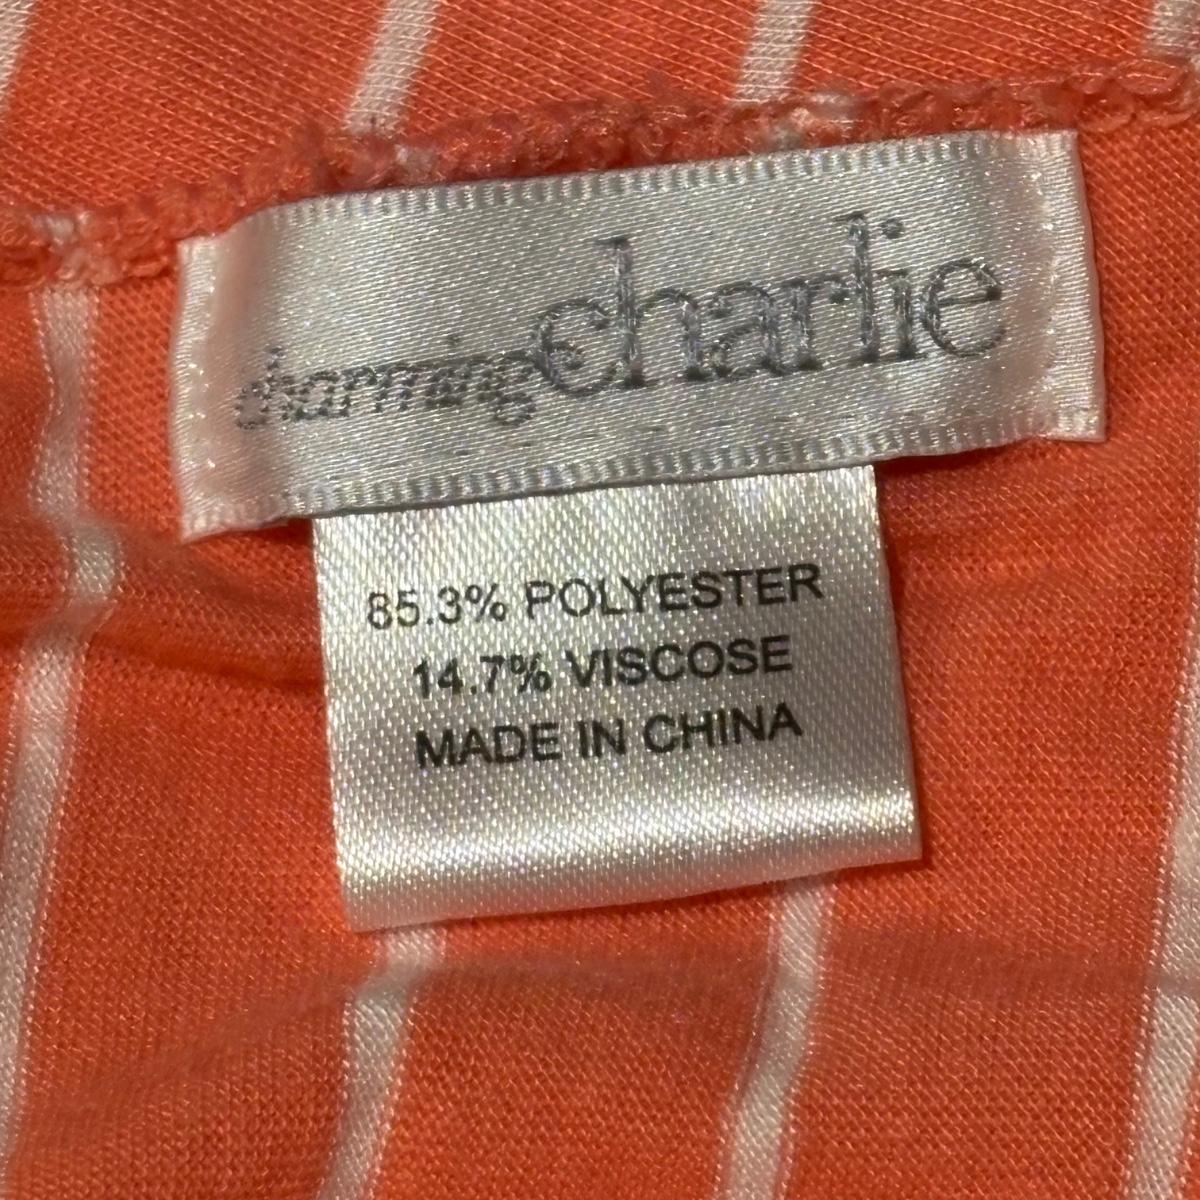 charming charlie
85.3% POLYESTER
14.7% VISCOSE
MADE IN CHINA